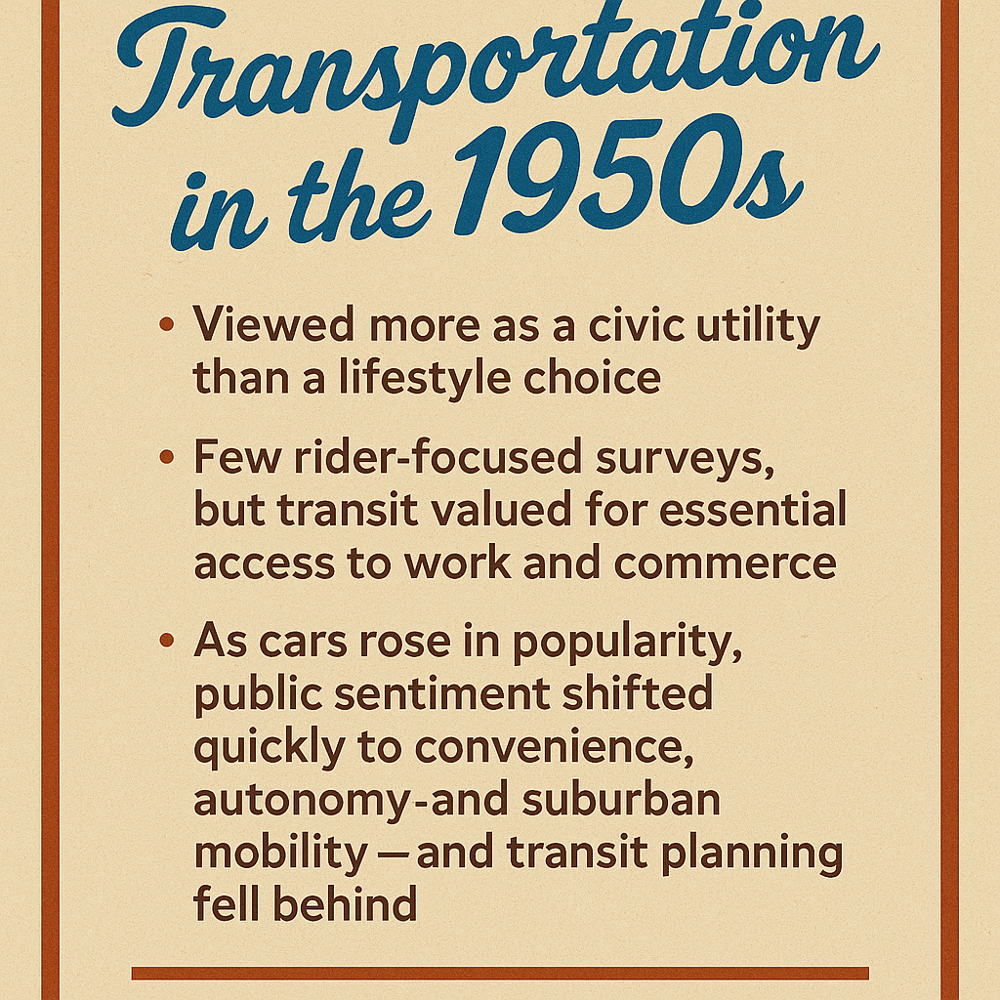 Transportation
in the 1950s
• Viewed more as a civic utility
than a lifestyle choice
• Few rider-focused surveys,
but transit valued for essential
access to work and commerce
• As cars rose in popularity,
public sentiment shifted
quickly to convenience,
autonomy-and suburban
mobility — and transit planning
fell behind